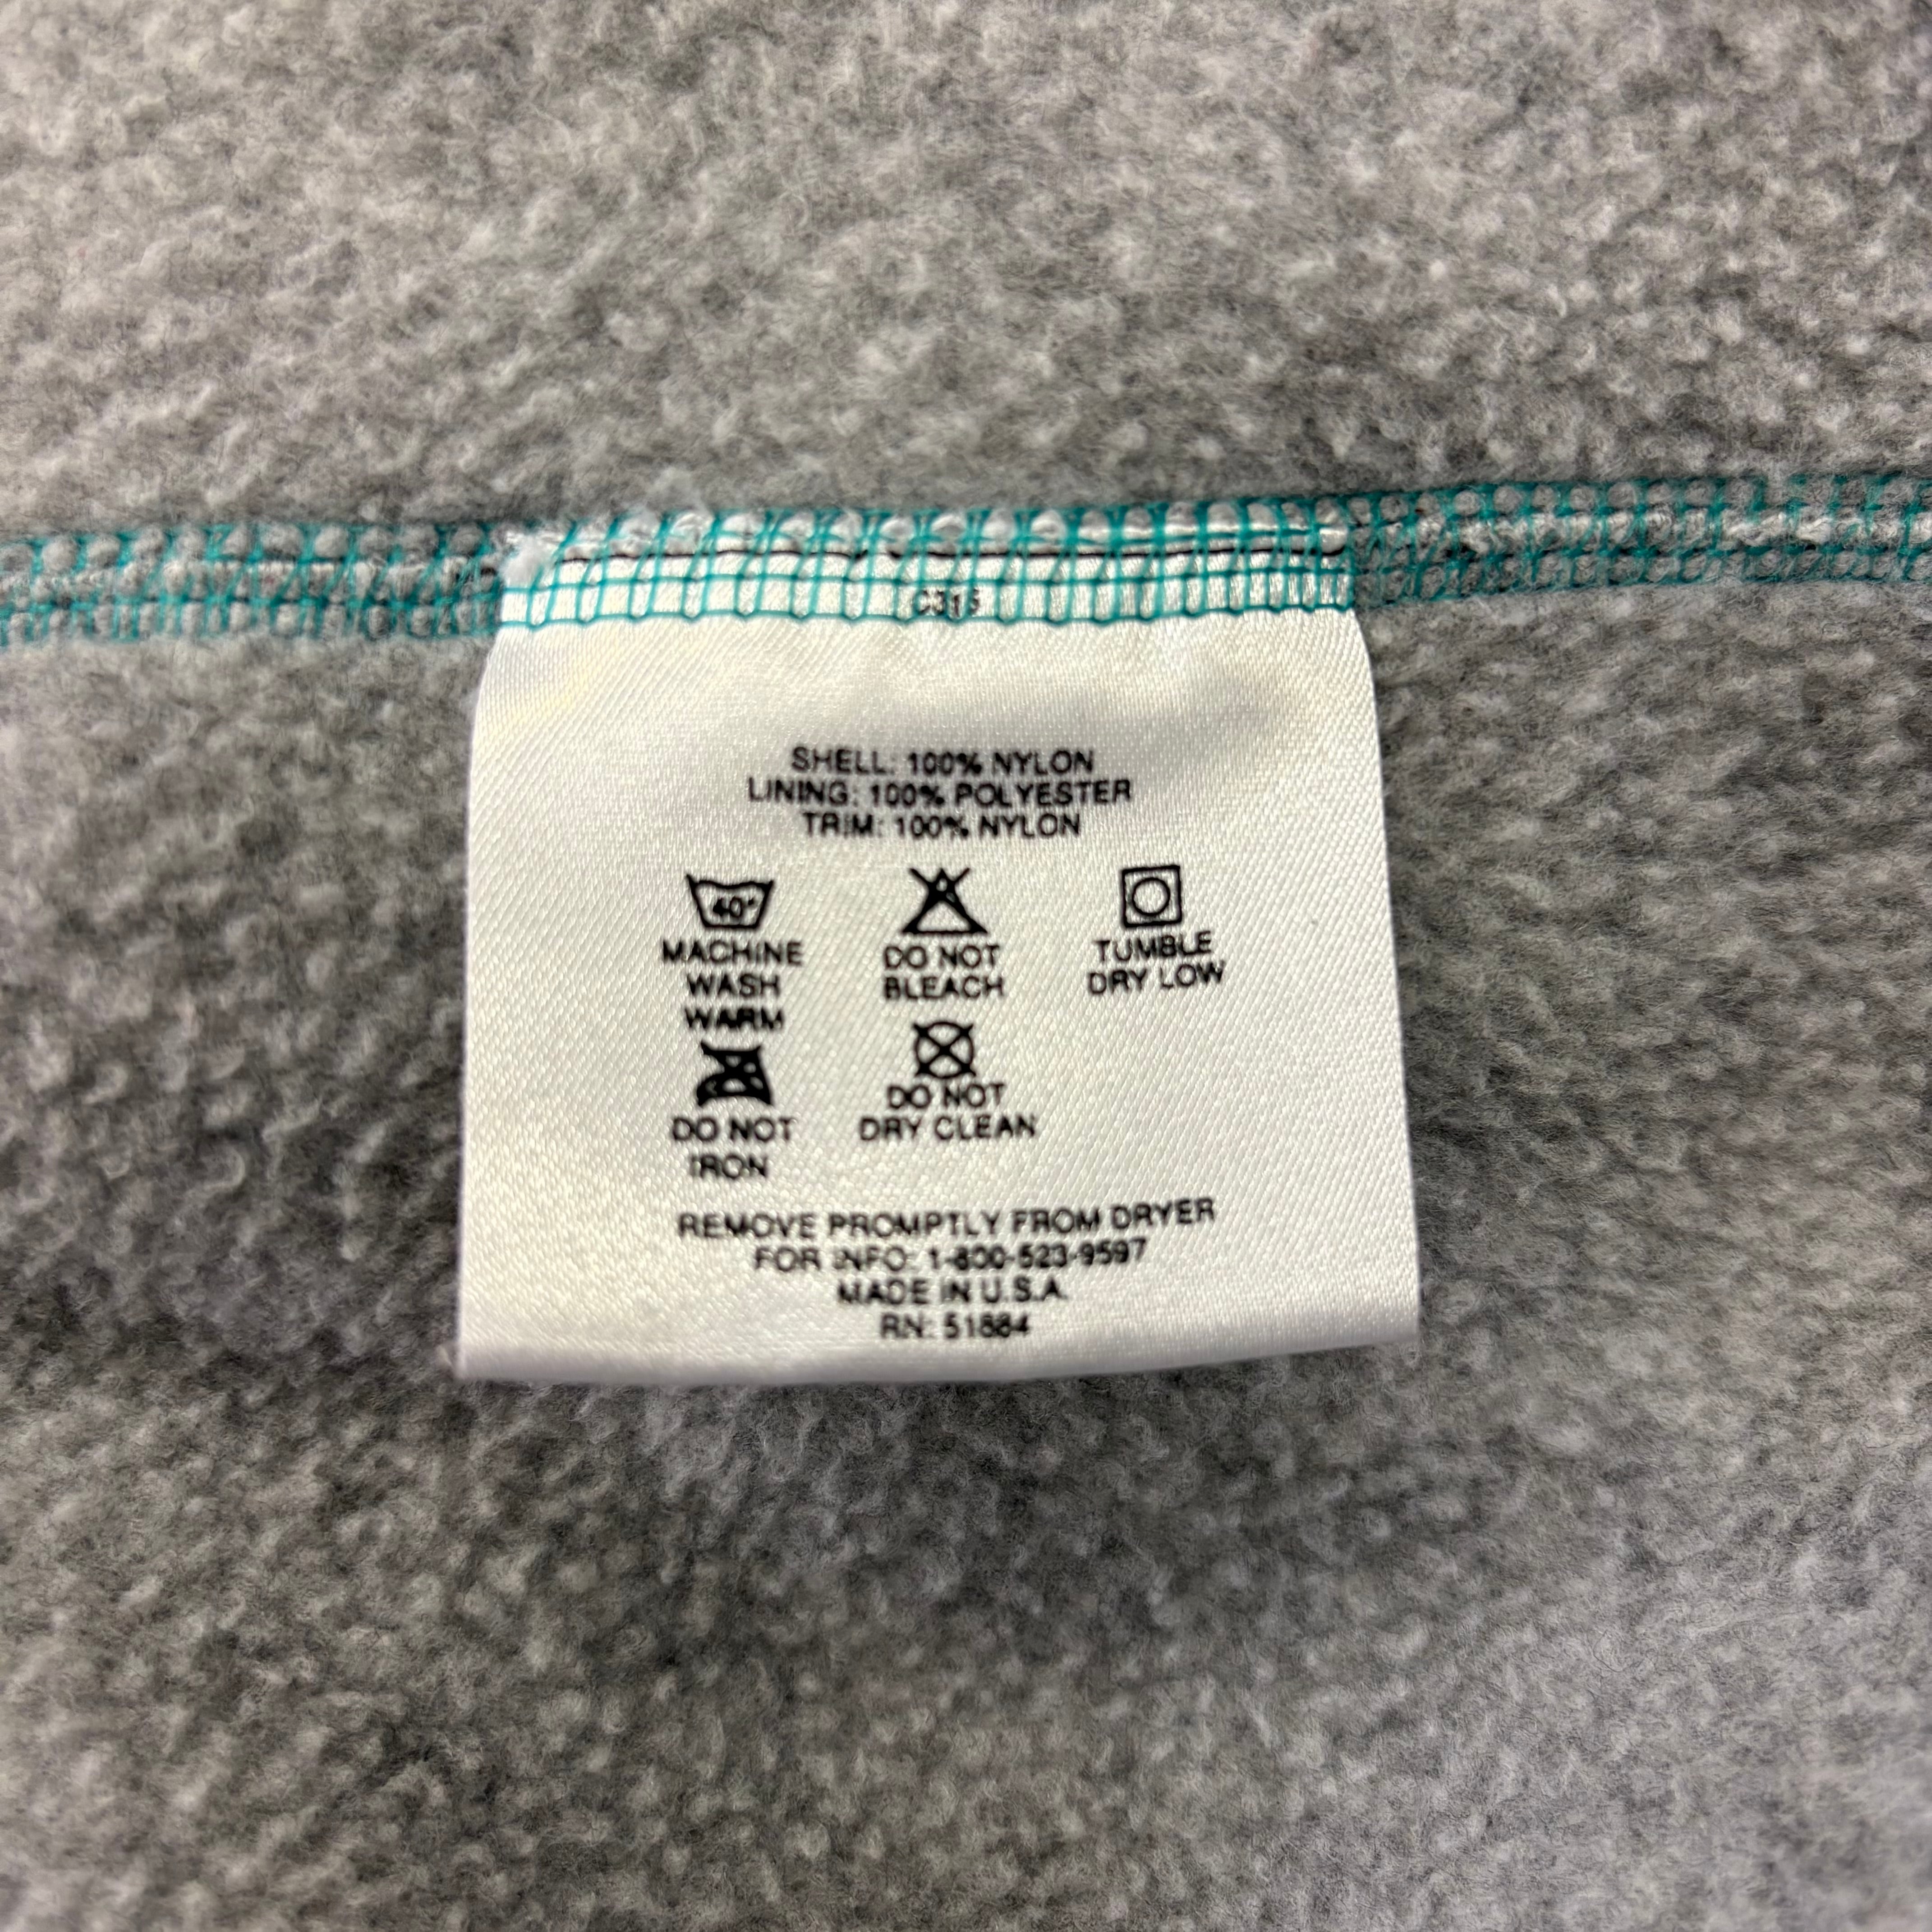 C316
SHELL: 100% NYLON
LINING: 100% POLYESTER
TRIM: 100% NYLON
40°
MACHINE
WASH
WARM
DO NOT
BLEACH
TUMBLE
DRY LOW
DO NOT
IRON
DO NOT
DRY CLEAN
REMOVE PROMPTLY FROM DRYER
FOR INFO: 1-800-523-9597
MADE IN U.S.A.
RN: 51884